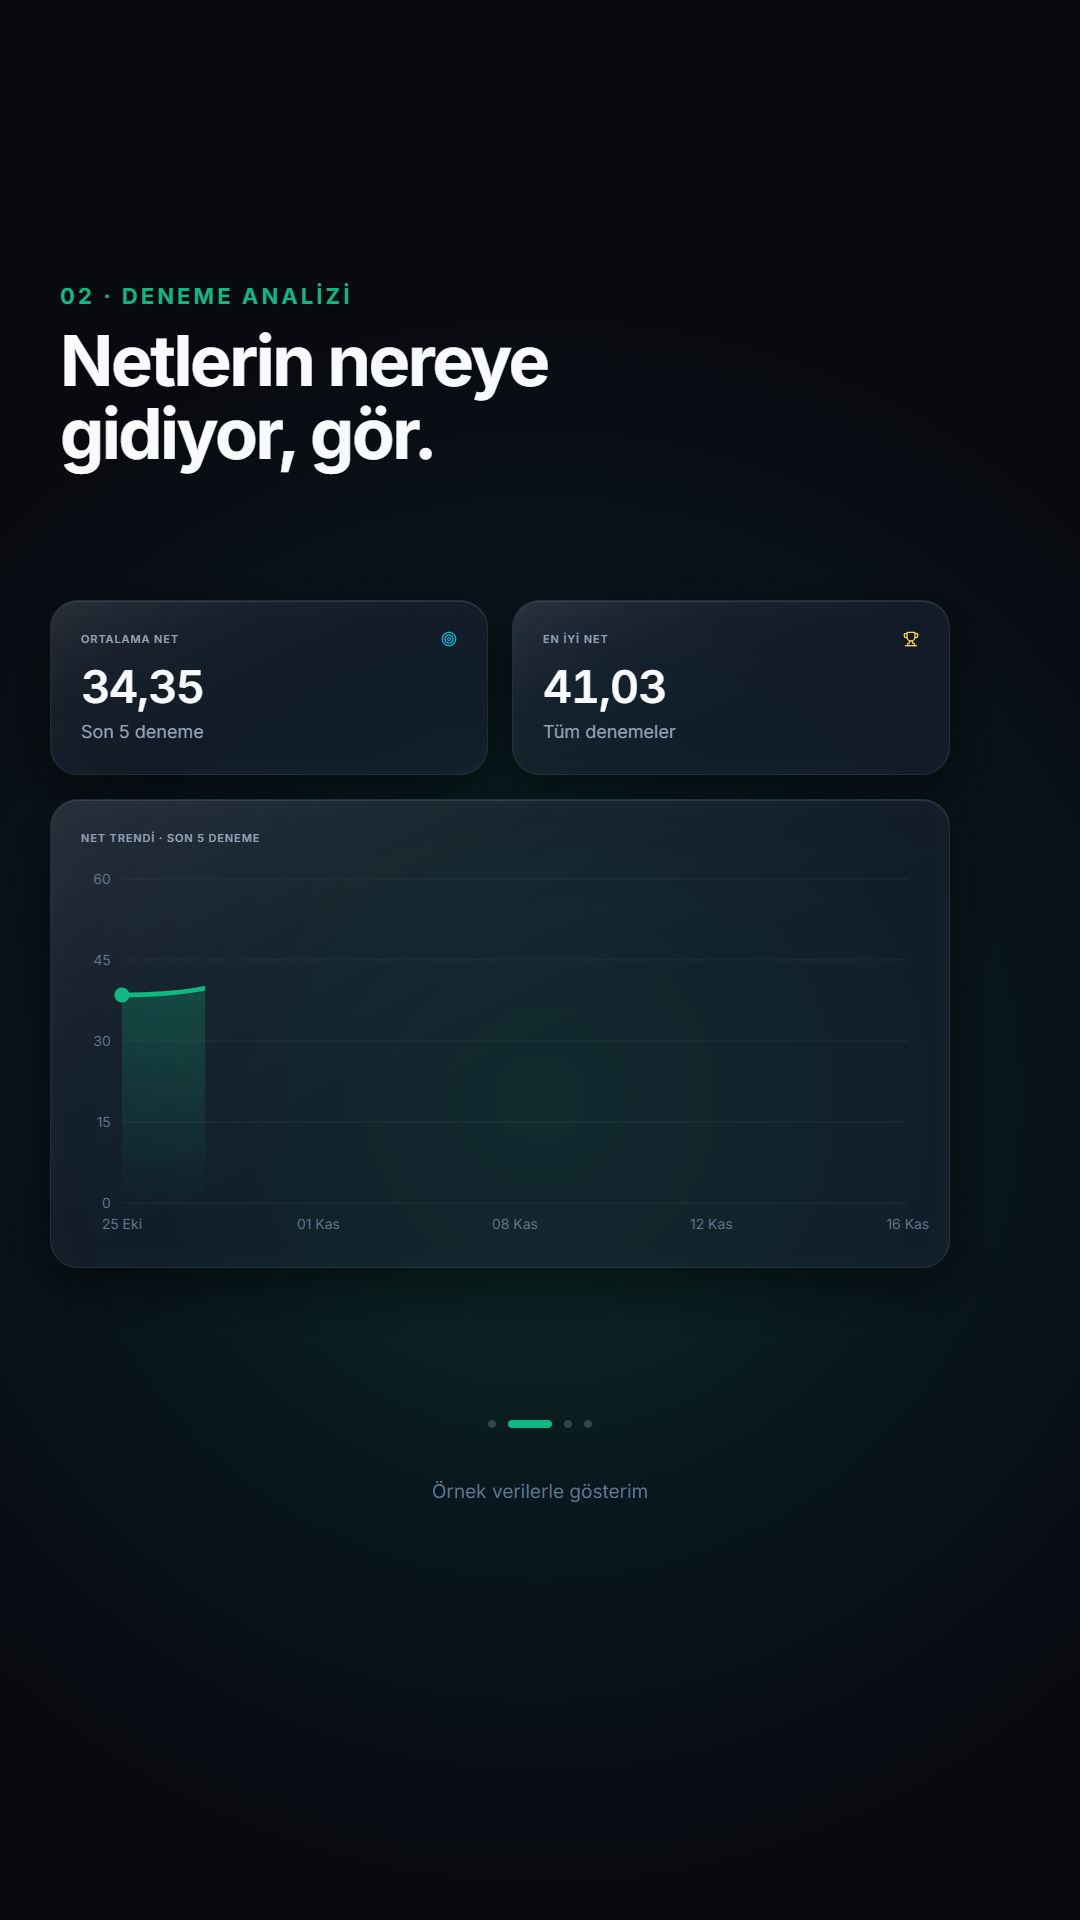 02 · DENEME ANALİZİ
Netlerin nereye
gidiyor, gör.
ORTALAMA NET
34,35
Son 5 deneme
EN İYİ NET
41,03
Tüm denemeler
NET TRENDİ · SON 5 DENEME
60
45
30
15
0
25 Eki
01 Kas
08 Kas
12 Kas
16 Kas
Örnek verilerle gösterim